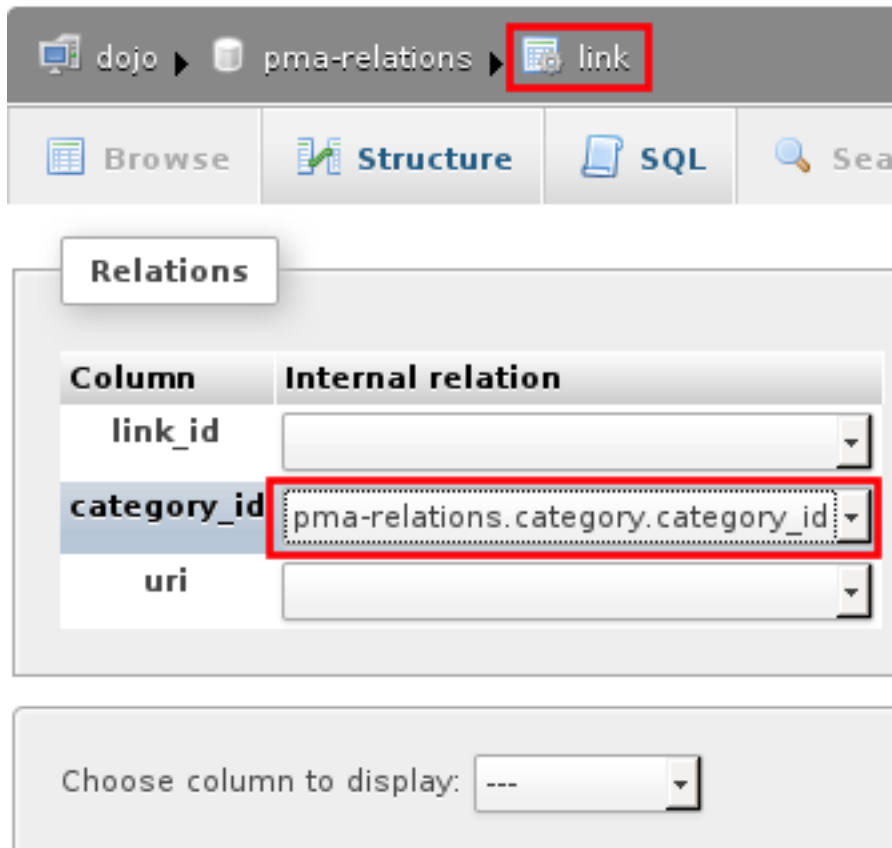 dojo pma-relations link
Browse Structure SQL Sea
Relations
Column Internal relation
link_id
category_id pma-relations.category.category_id
uri
Choose column to display: ---